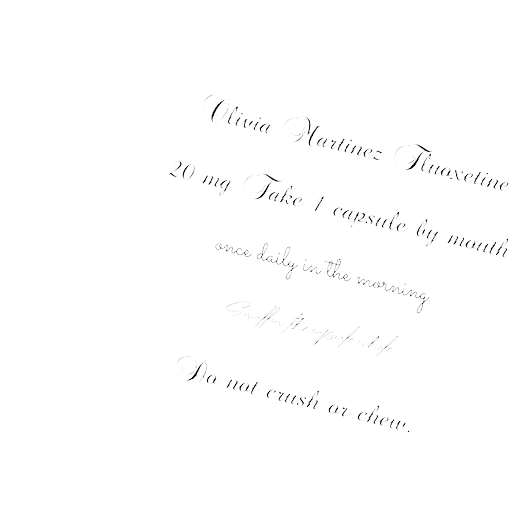 Olivia Martinez Fluoxetine
20 mg Take 1 capsule by mouth
once daily in the morning
Do not crush or chew.